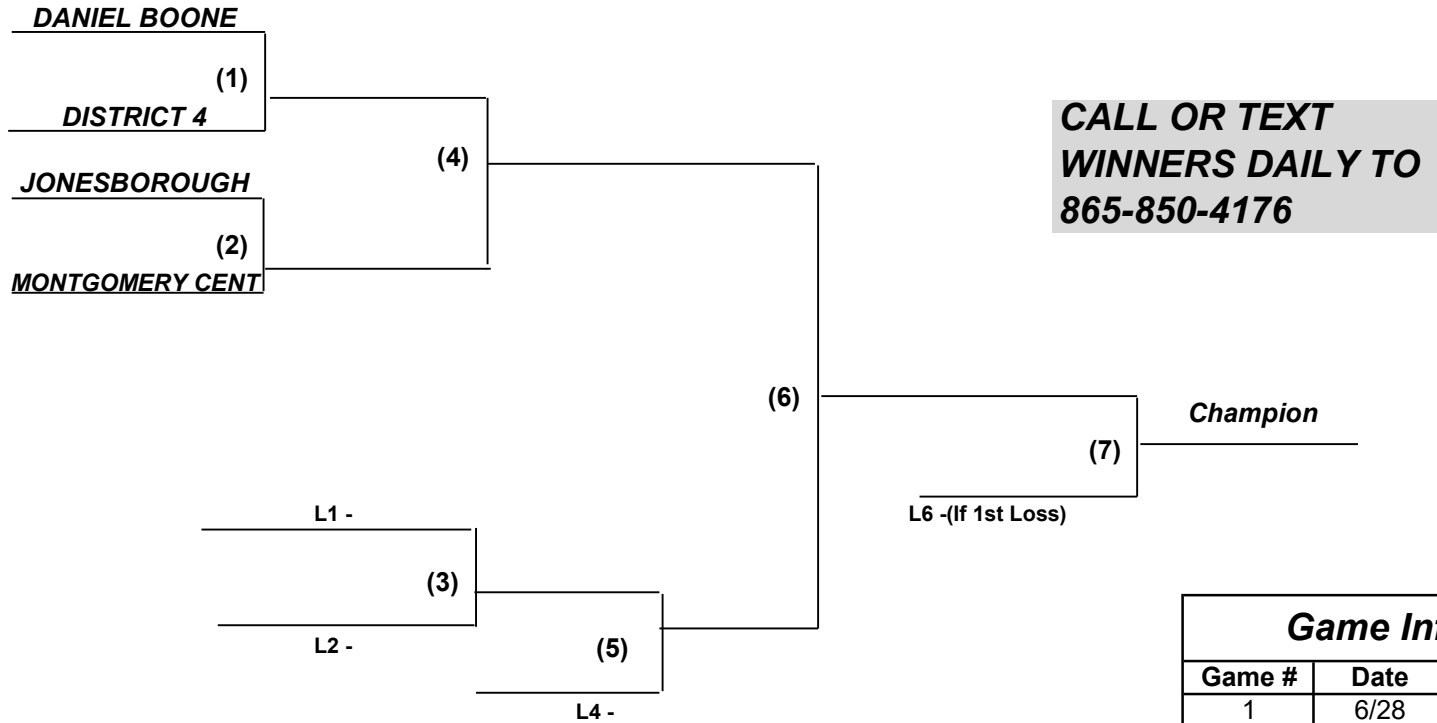 DANIEL BOONE
(1)
DISTRICT 4
(4)
JONESBOROUGH
(2)
MONTGOMERY CENT
CALL OR TEXT
WINNERS DAILY TO
865-850-4176
(6)
Champion
(7)
L6 -(If 1st Loss)
L1 -
(3)
L2 -
(5)
L4 -
Game
Game # Date
1 6/28